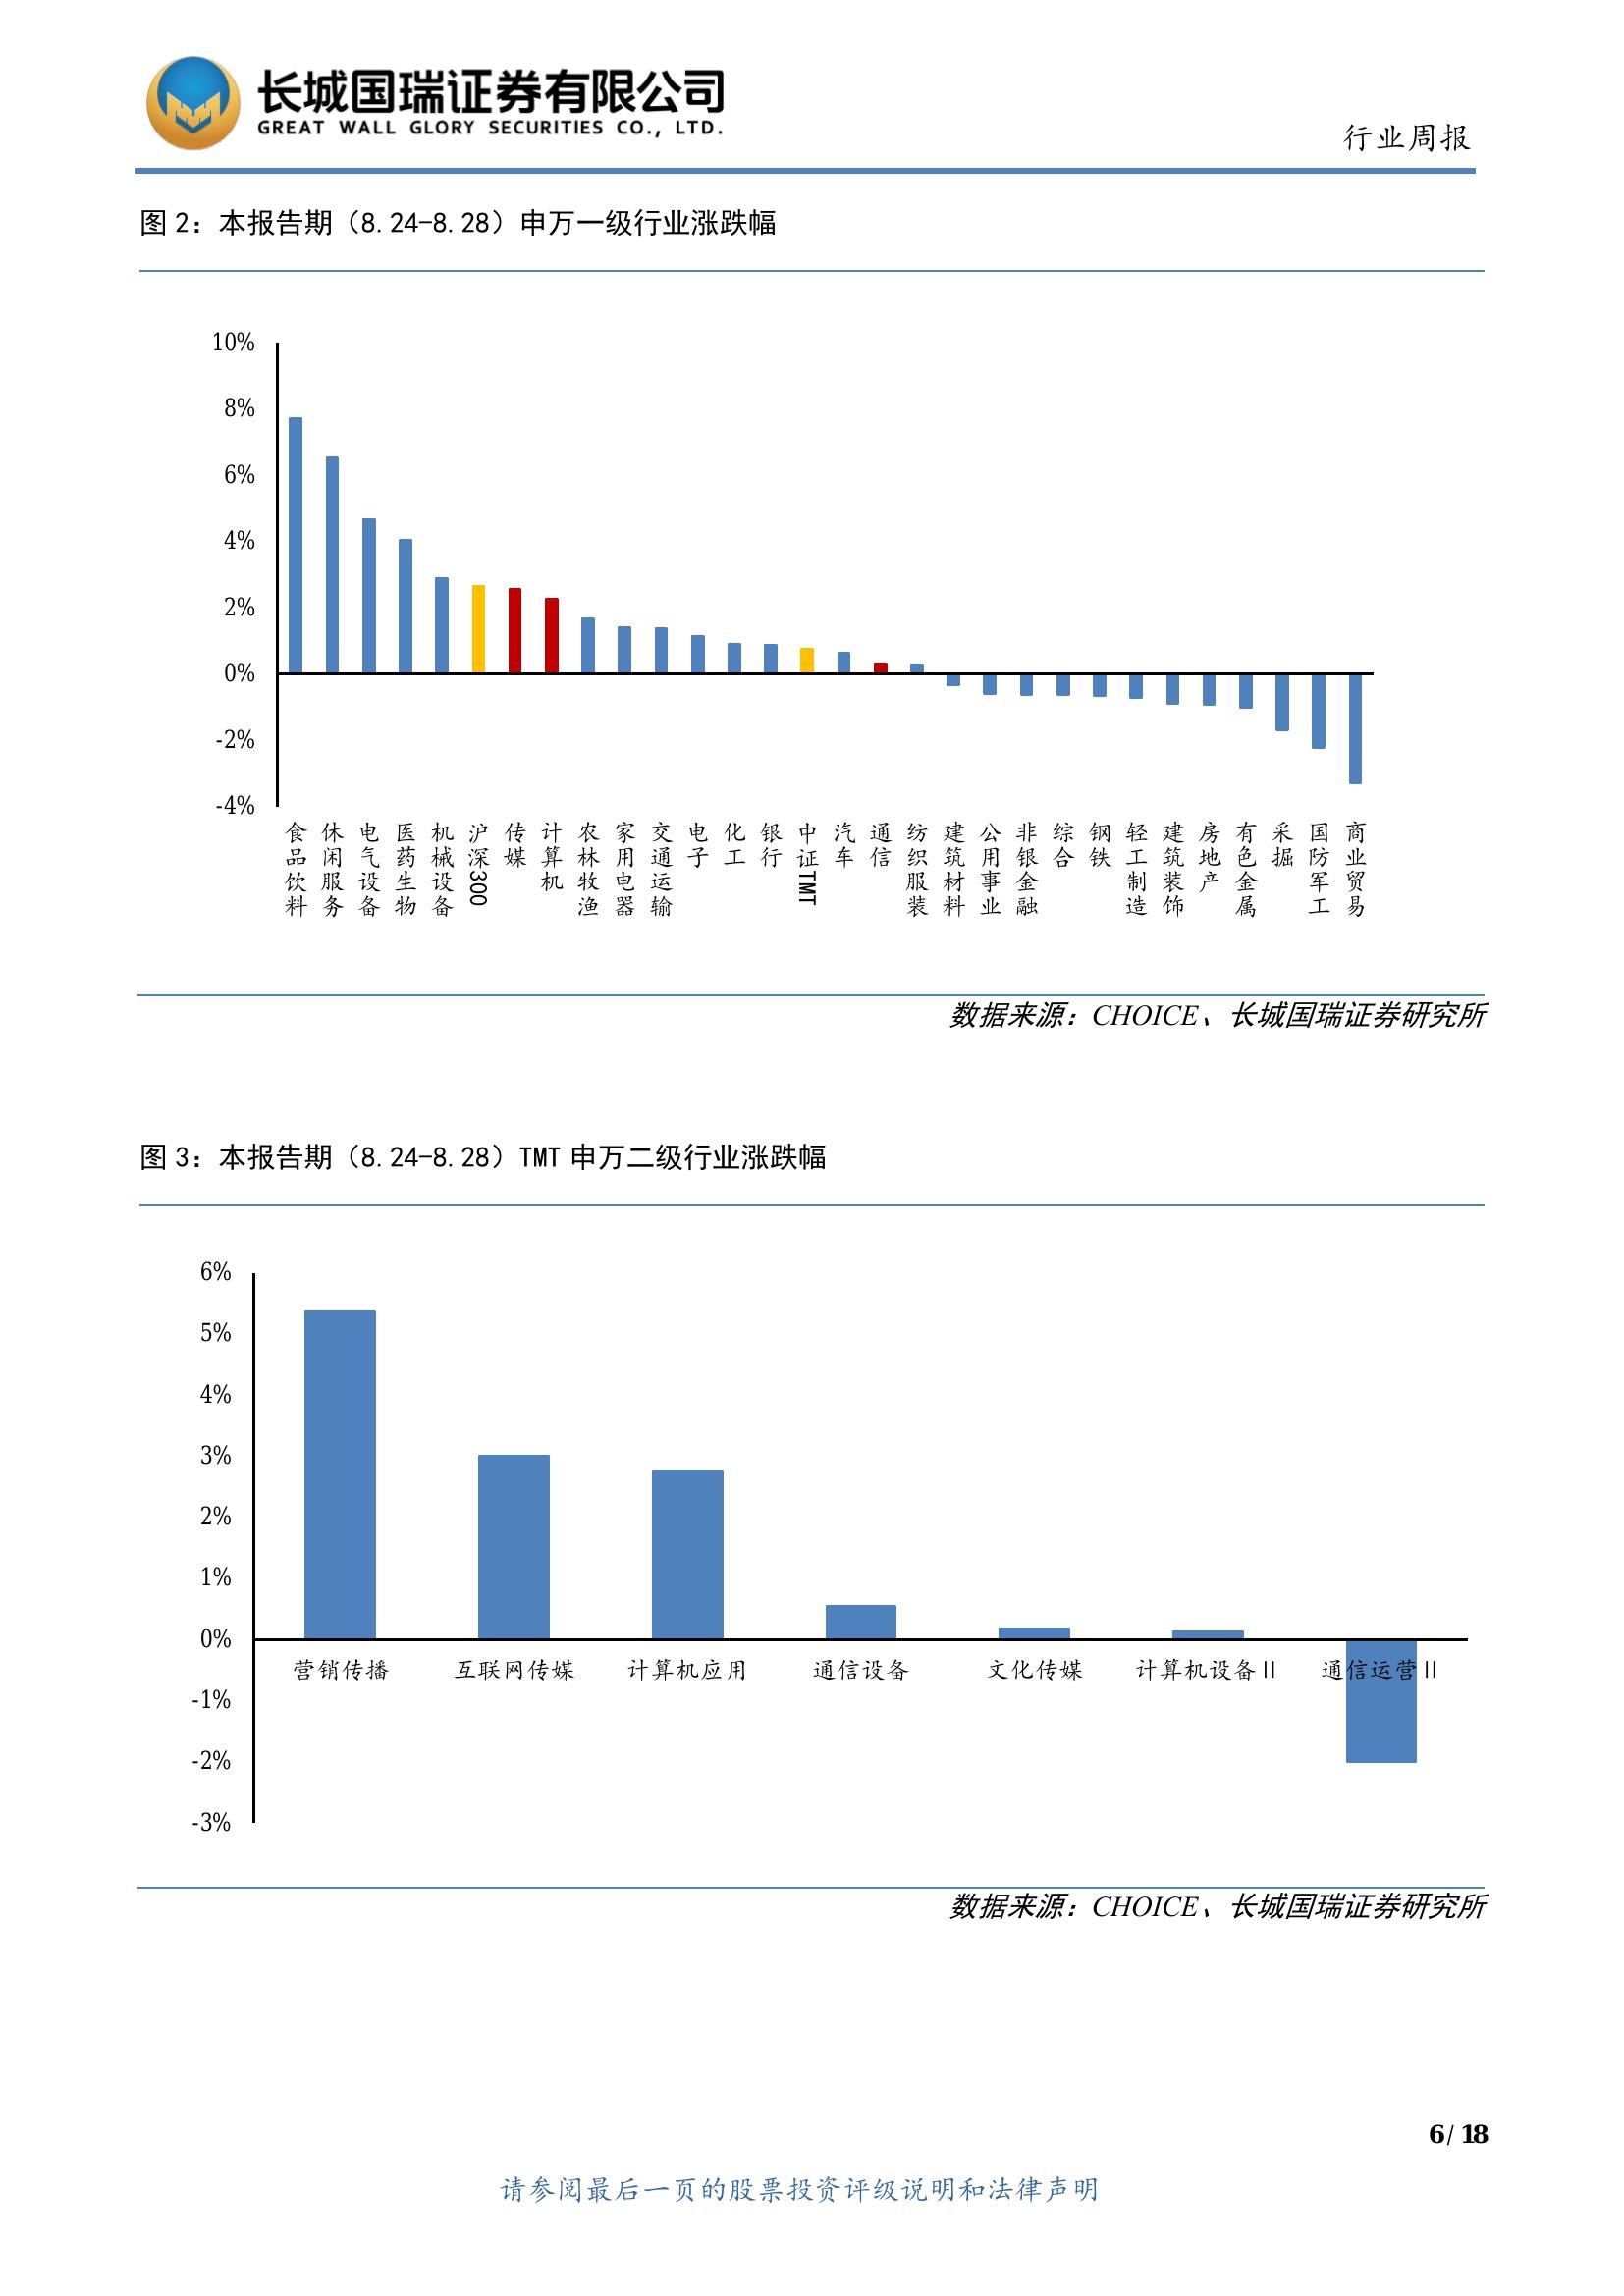 长城国瑞证券有限公司
GREAT WALL GLORY SECURITIES CO., LTD.
行业周报
图 2：本报告期（8.24-8.28）申万一级行业涨跌幅
10%
8%
6%
4%
2%
0%
-2%
-4%
食品饮料
休闲服务
电气设备
医药生物
机械设备
沪深300
传媒
计算机
农林牧渔
家用电器
交通运输
电子
化工
银行
中证TMT
汽车
通信
纺织服装
建筑材料
公用事业
非银金融
综合
钢铁
轻工制造
建筑装饰
房地产
有色金属
采掘
国防军工
商业贸易
数据来源：CHOICE、长城国瑞证券研究所
图 3：本报告期（8.24-8.28）TMT 申万二级行业涨跌幅
6%
5%
4%
3%
2%
1%
0%
-1%
-2%
-3%
营销传播
互联网传媒
计算机应用
通信设备
文化传媒
计算机设备Ⅱ
通信运营Ⅱ
数据来源：CHOICE、长城国瑞证券研究所
6/18
请参阅最后一页的股票投资评级说明和法律声明